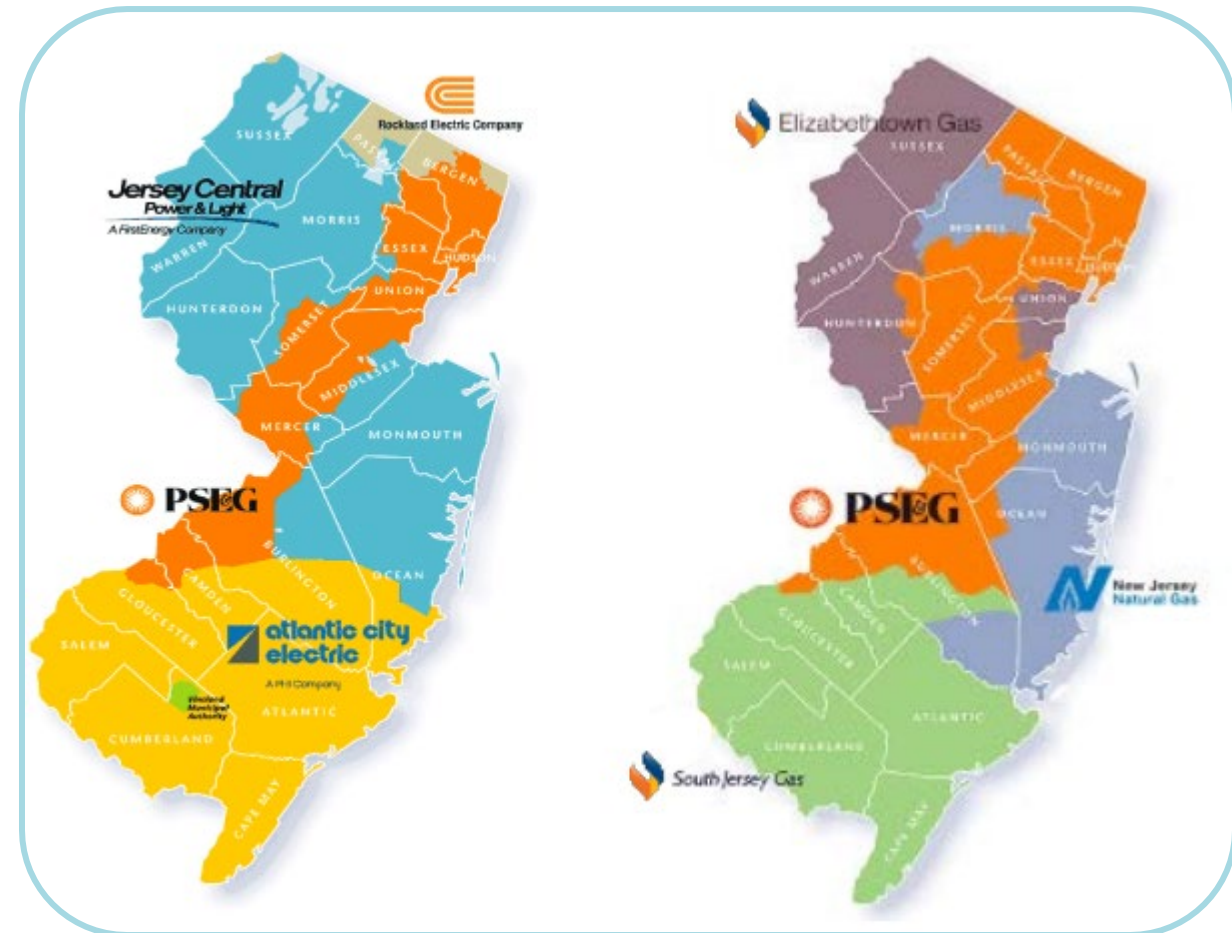 Rockland Electric Company
SUSSEX
PASSAIC
BERGEN
Jersey Central
Power & Light
A FirstEnergy Company
MORRIS
ESSEX
HUDSON
WARREN
UNION
HUNTERDON
SOMERSET
MIDDLESEX
MERCER
MONMOUTH
PSE&G
BURLINGTON
OCEAN
CAMDEN
GLOUCESTER
atlantic city
electric
SALEM
A PHI Company
Vineland
Municipal
Authority
ATLANTIC
CUMBERLAND
CAPE MAY
Elizabethtown Gas
SUSSEX
PASSAIC
BERGEN
MORRIS
ESSEX
HUDSON
WARREN
UNION
HUNTERDON
SOMERSET
MIDDLESEX
MERCER
MONMOUTH
PSE&G
OCEAN
BURLINGTON
New Jersey
Natural Gas
CAMDEN
GLOUCESTER
SALEM
ATLANTIC
CUMBERLAND
South Jersey Gas
CAPE MAY